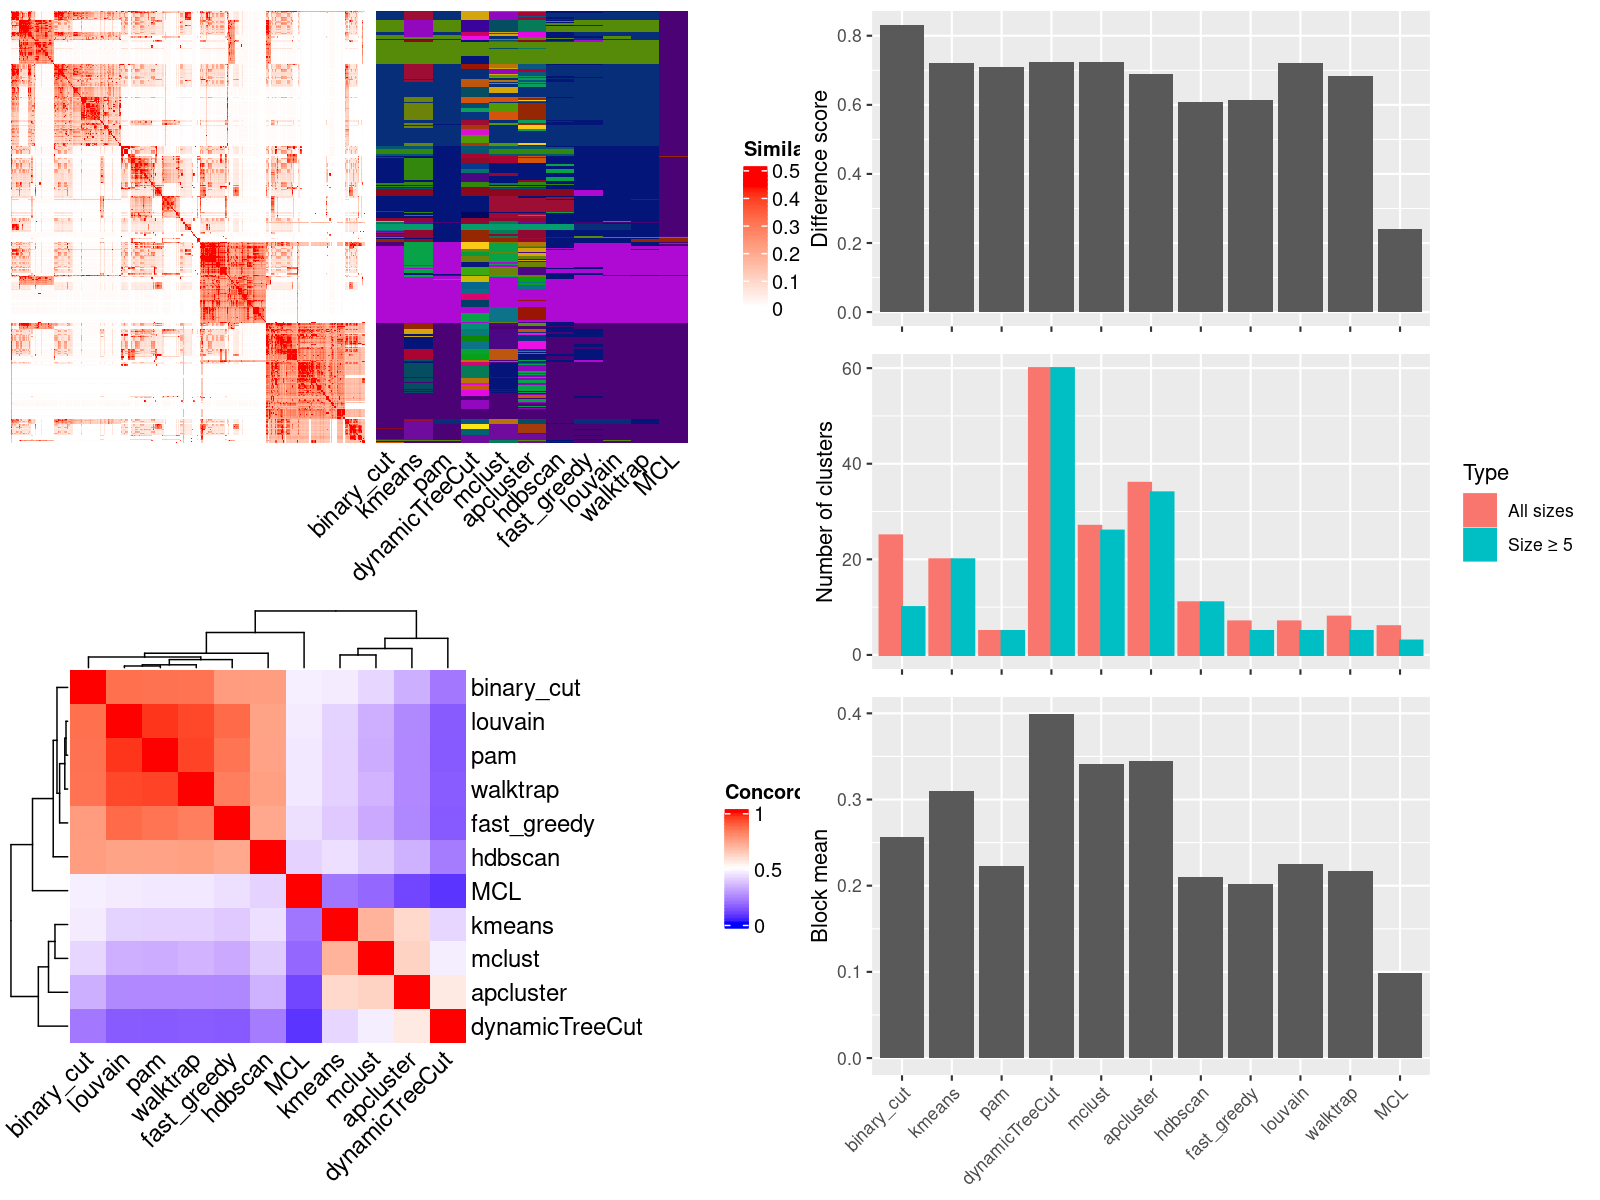 Simila
0.5
0.4
0.3
0.2
0.1
0
binary_cut
kmeans
pam
dynamicTreeCut
mclust
apcluster
hdbscan
fast_greedy
louvain
walktrap
MCL
binary_cut
louvain
pam
walktrap
fast_greedy
hdbscan
MCL
kmeans
mclust
apcluster
dynamicTreeCut
binary_cut
louvain
pam
walktrap
fast_greedy
hdbscan
MCL
kmeans
mclust
apcluster
dynamicTreeCut
Concord
1
0.5
0
Difference score
0.8
0.6
0.4
0.2
0.0
Number of clusters
60
40
20
0
Type
All sizes
Size ≥ 5
Block mean
0.4
0.3
0.2
0.1
0.0
binary_cut
kmeans
pam
dynamicTreeCut
mclust
apcluster
hdbscan
fast_greedy
louvain
walktrap
MCL